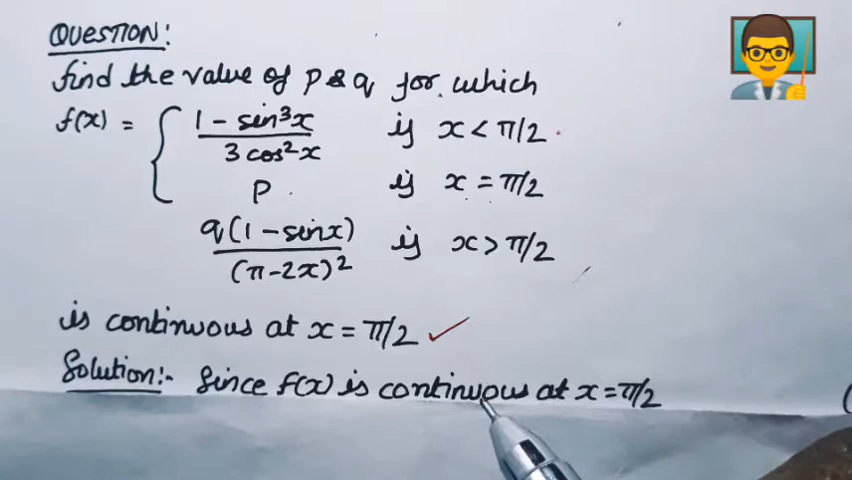 QUESTION:
find the value of p & q for which
f(x) = { 1 - sin³x / 3 cos²x if x < π/2
p if x = π/2
q(1 - sinx) / (π - 2x)² if x > π/2
is continuous at x = π/2 ✓
Solution:- Since f(x) is continuous at x = π/2